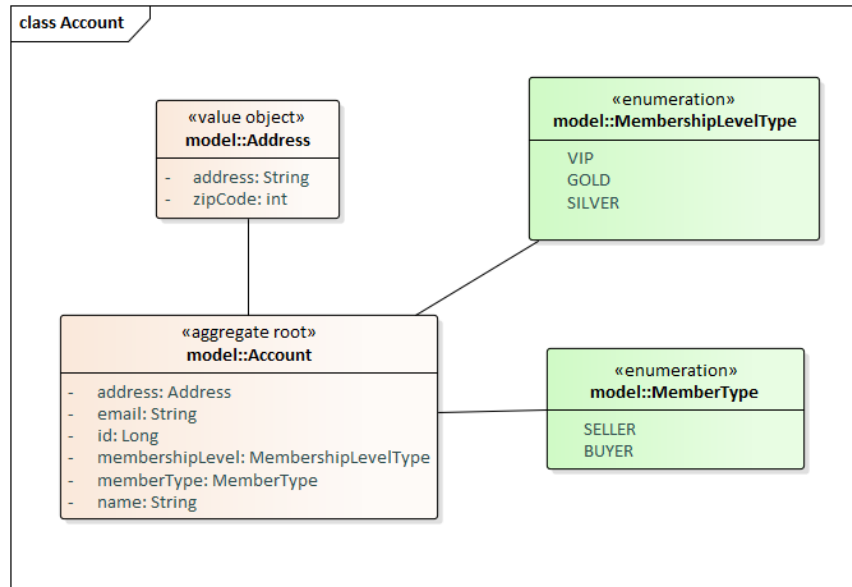 class Account
«value object»
model::Address
- address: String
- zipCode: int
«enumeration»
model::MembershipLevelType
VIP
GOLD
SILVER
«aggregate root»
model::Account
- address: Address
- email: String
- id: Long
- membershipLevel: MembershipLevelType
- memberType: MemberType
- name: String
«enumeration»
model::MemberType
SELLER
BUYER